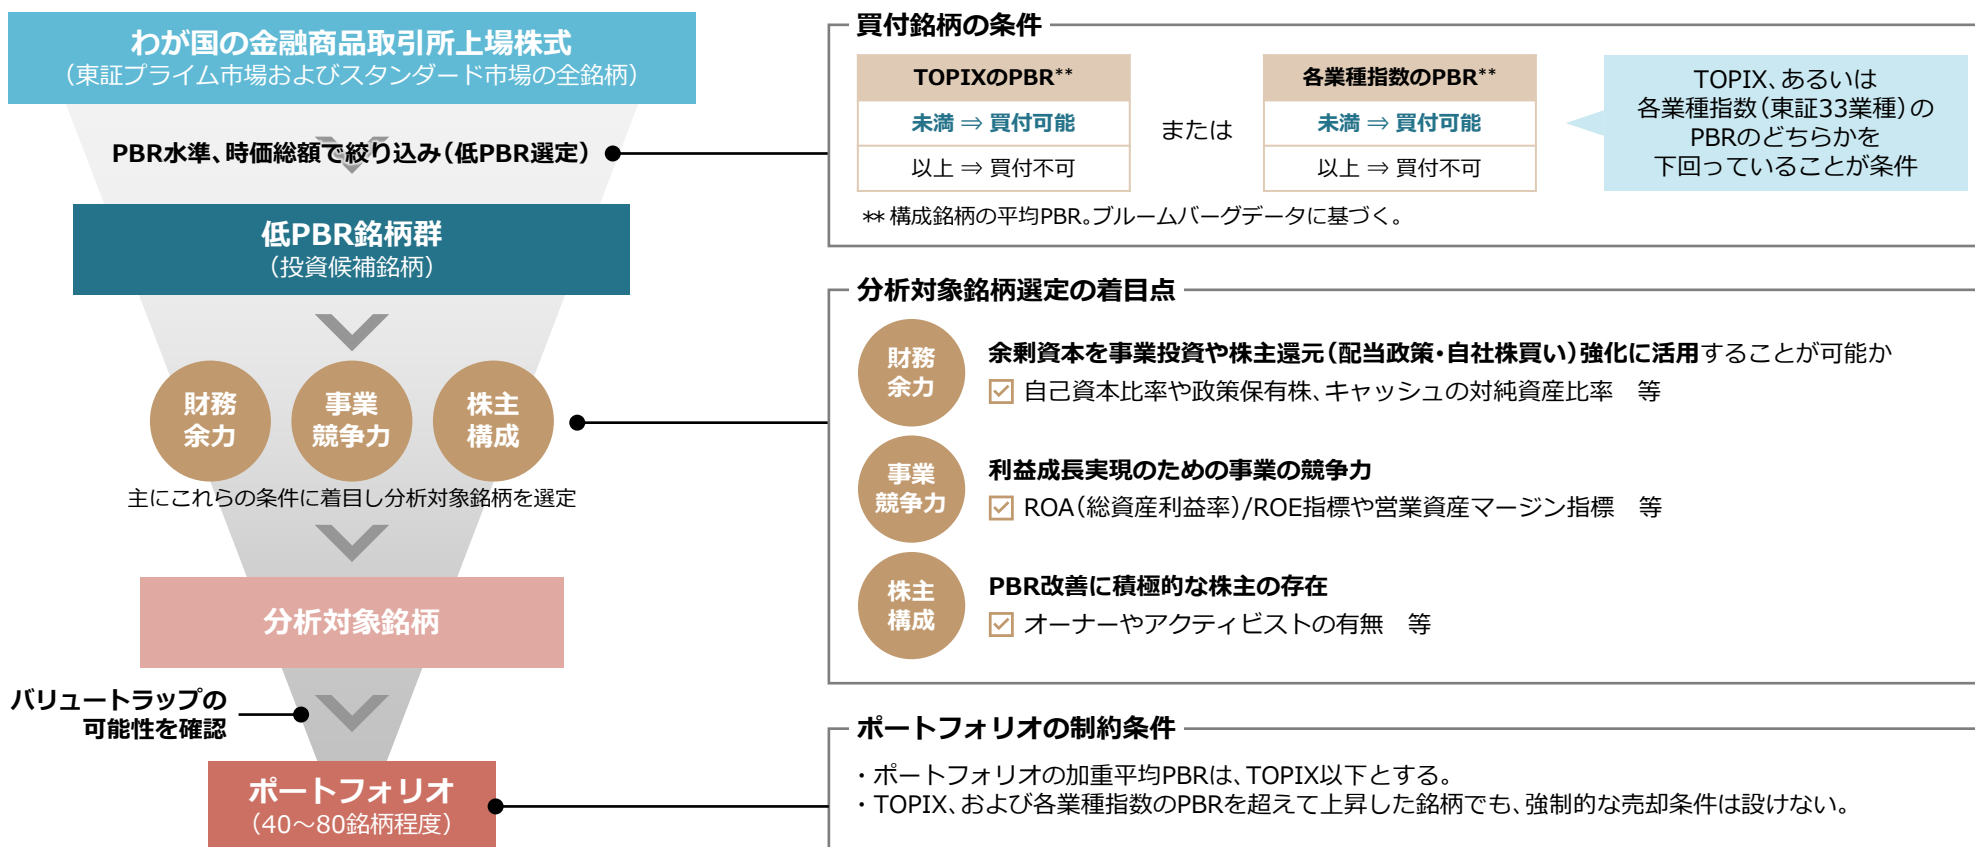 わが国の金融商品取引所上場株式
（東証プライム市場およびスタンダード市場の全銘柄）
PBR水準、時価総額で絞り込み（低PBR選定）
低PBR銘柄群
（投資候補銘柄）
財務
余力
事業
競争力
株主
構成
主にこれらの条件に着目し分析対象銘柄を選定
分析対象銘柄
バリュートラップの
可能性を確認
ポートフォリオ
（40～80銘柄程度）
買付銘柄の条件
TOPIXのPBR**
未満 ⇒ 買付可能
以上 ⇒ 買付不可
または
各業種指数のPBR**
未満 ⇒ 買付可能
以上 ⇒ 買付不可
TOPIX、あるいは
各業種指数（東証33業種）の
PBRのどちらかを
下回っていることが条件
** 構成銘柄の平均PBR。ブルームバーグデータに基づく。
分析対象銘柄選定の着目点
財務
余力
余剰資本を事業投資や株主還元（配当政策・自社株買い）強化に活用することが可能か
自己資本比率や政策保有株、キャッシュの対純資産比率　等
事業
競争力
利益成長実現のための事業の競争力
ROA（総資産利益率）/ROE指標や営業資産マージン指標　等
株主
構成
PBR改善に積極的な株主の存在
オーナーやアクティビストの有無　等
ポートフォリオの制約条件
・ポートフォリオの加重平均PBRは、TOPIX以下とする。
・TOPIX、および各業種指数のPBRを超えて上昇した銘柄でも、強制的な売却条件は設けない。